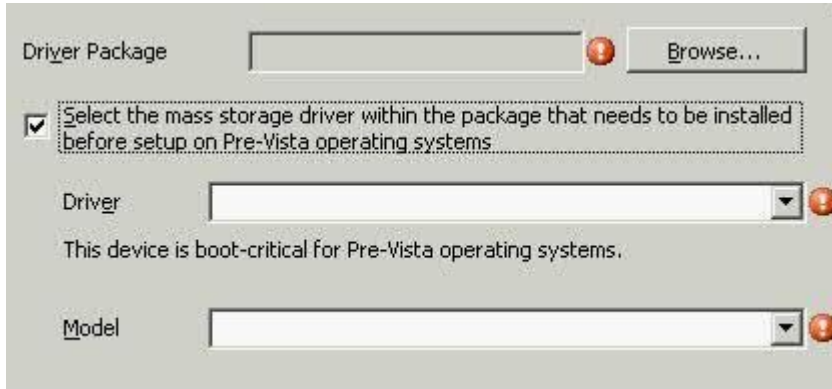 Driver Package
Browse...
Select the mass storage driver within the package that needs to be installed
before setup on Pre-Vista operating systems
Driver
This device is boot-critical for Pre-Vista operating systems.
Model